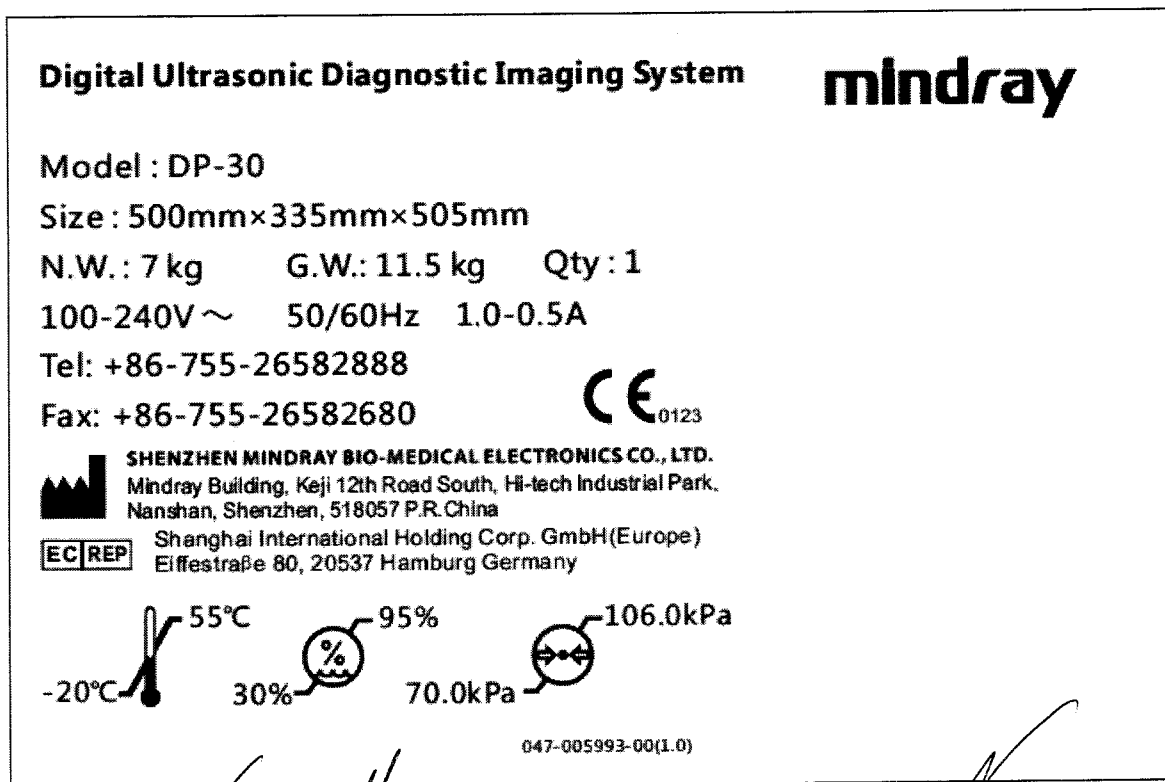 Digital Ultrasonic Diagnostic Imaging System
mindray
Model : DP-30
Size : 500mm×335mm×505mm
N.W. : 7 kg G.W.: 11.5 kg Qty : 1
100-240V～ 50/60Hz 1.0-0.5A
Tel: +86-755-26582888
Fax: +86-755-26582680
CE 0123
SHENZHEN MINDRAY BIO-MEDICAL ELECTRONICS CO., LTD.
Mindray Building, Keji 12th Road South, Hi-tech Industrial Park,
Nanshan, Shenzhen, 518057 P.R.China
EC REP
Shanghai International Holding Corp. GmbH(Europe)
Eiffestraße 80, 20537 Hamburg Germany
55℃
-20℃
95%
%
30%
106.0kPa
70.0kPa
047-005993-00(1.0)